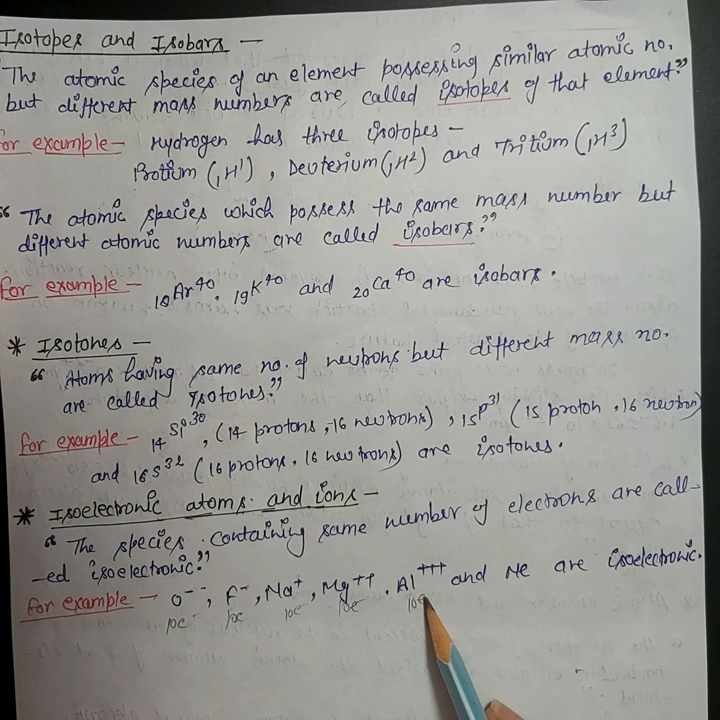 Isotopes and Isobars —
"The atomic species of an element possessing similar atomic no.
but different mass numbers are called isotopes of that element."
for example — Hydrogen has three isotopes —
Protium (₁H¹), Deuterium (₁H²) and Tritium (₁H³)
"The atomic species which possess the same mass number but
different atomic numbers are called isobars."
for example — ₁₈Ar⁴⁰, ₁₉K⁴⁰ and ₂₀Ca⁴⁰ are isobars.
* Isotones —
"Atoms having same no. of neutrons but different mass no.
are called Isotones."
for example — ₁₄Sp³⁰, (14 protons, 16 neutrons), ₁₅P³¹ (15 proton, 16 neutron)
and ₁₆S³² (16 protons, 16 neutrons) are isotones.
* Isoelectronic atoms and ions —
"The species containing same number of electrons are call-
-ed isoelectronic."
for example — O⁻⁻, F⁻, Na⁺, Mg⁺⁺, Al⁺⁺⁺ and Ne are isoelectronic.
10e⁻ 10e 10e 10e 10e